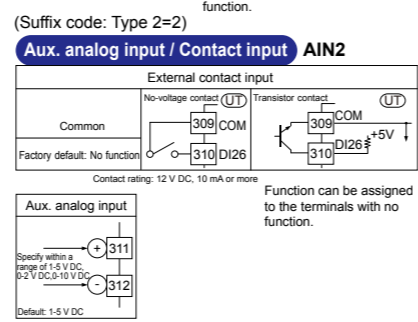 function.
(Suffix code: Type 2=2)
Aux. analog input / Contact input AIN2
External contact input
No-voltage contact UT
Transistor contact UT
Common
309 COM
309 COM
+5V
Factory default: No function
310 DI26
310 DI26
Contact rating: 12 V DC, 10 mA or more
Function can be assigned
to the terminals with no
function.
Aux. analog input
+ 311
Specify within a
range of 1-5 V DC,
0-2 V DC,0-10 V DC
- 312
Default: 1-5 V DC